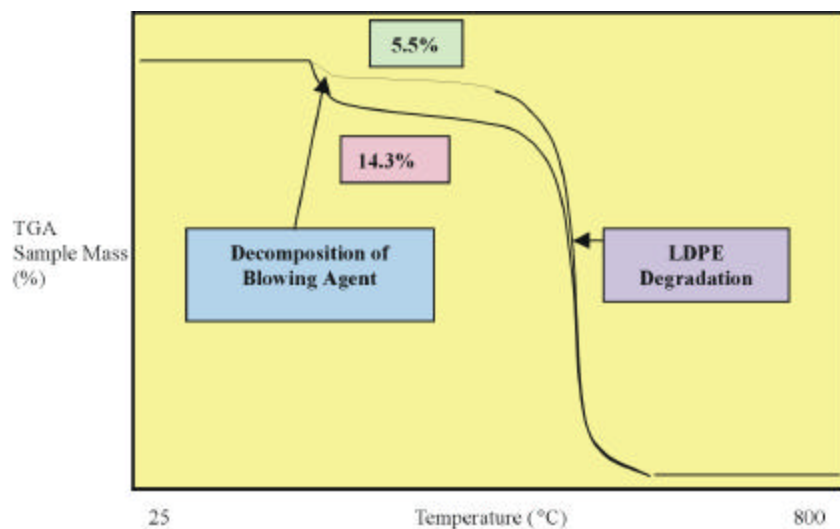 5.5%
14.3%
TGA
Sample Mass
(%)
Decomposition of
Blowing Agent
LDPE
Degradation
25
Temperature (°C)
800